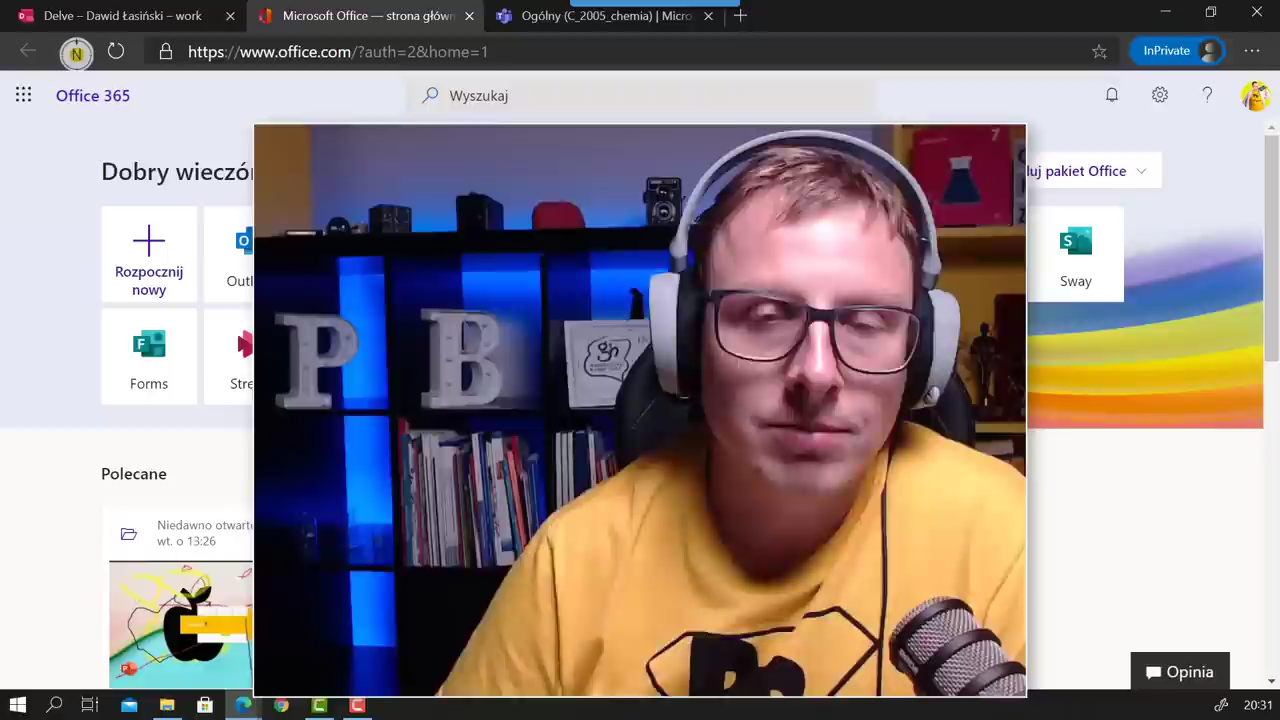 Delve – Dawid Łasiński – work
Microsoft Office — strona główn
Ogólny (C_2005_chemia) | Micro
https://www.office.com/?auth=2&home=1
InPrivate
N
Office 365
Wyszukaj
Dobry wieczór
luj pakiet Office
Rozpocznij
nowy
Outl
Sway
Forms
Stre
P B
Polecane
Niedawno otwartu
wt. o 13:26
Opinia
20:31